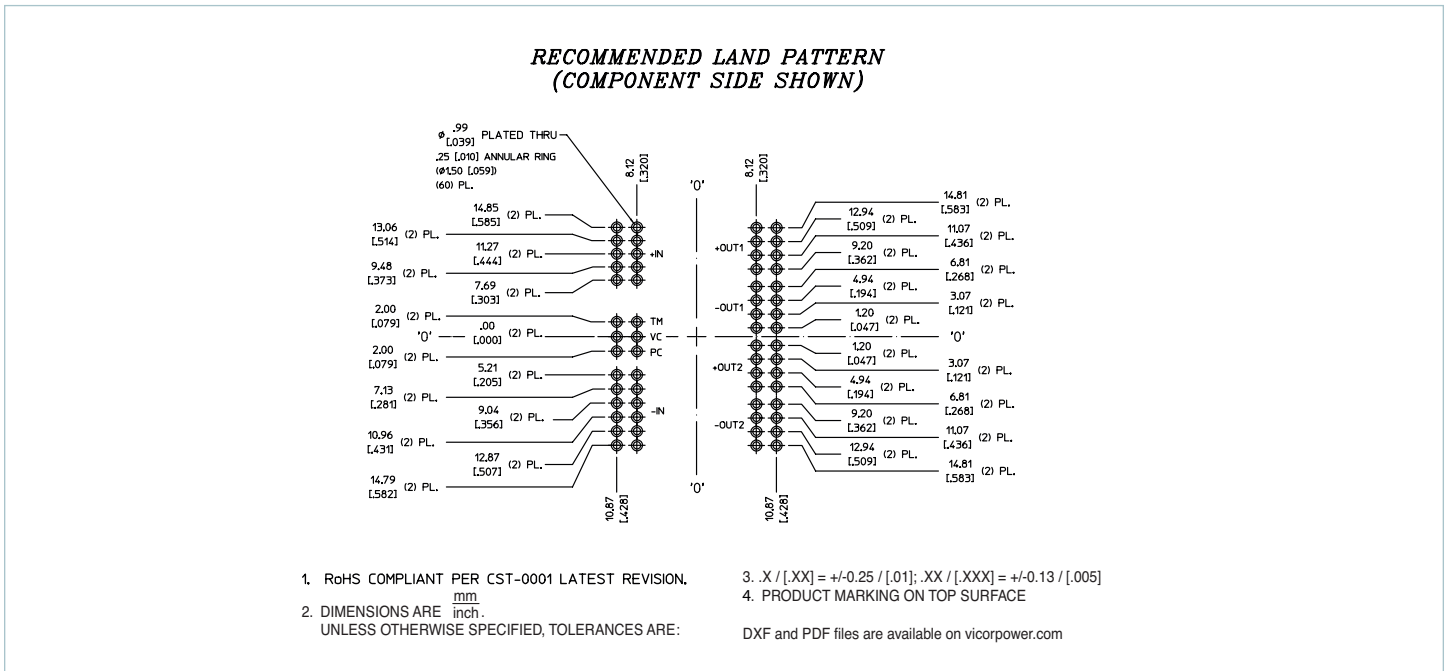 RECOMMENDED LAND PATTERN
(COMPONENT SIDE SHOWN)
ø .99 PLATED THRU
[.039]
.25 [.010] ANNULAR RING
(ø1.50 [.059])
(60) PL.
8.12
[.320]
8.12
[.320]
'0'
14.85 (2) PL.
[.585]
13.06 (2) PL.
[.514]
11.27 (2) PL.
[.444]
9.48 (2) PL.
[.373]
7.69 (2) PL.
[.303]
2.00 (2) PL.
[.079]
'0'
.00 (2) PL.
[.000]
2.00 (2) PL.
[.079]
5.21 (2) PL.
[.205]
7.13 (2) PL.
[.281]
9.04 (2) PL.
[.356]
10.96 (2) PL.
[.431]
12.87 (2) PL.
[.507]
14.79 (2) PL.
[.582]
+IN
TM
VC
PC
-IN
10.87
[.428]
'0'
+OUT1
-OUT1
+OUT2
-OUT2
14.81 (2) PL.
[.583]
12.94 (2) PL.
[.509]
11.07 (2) PL.
[.436]
9.20 (2) PL.
[.362]
6.81 (2) PL.
[.268]
4.94 (2) PL.
[.194]
3.07 (2) PL.
[.121]
1.20 (2) PL.
[.047]
'0'
1.20 (2) PL.
[.047]
3.07 (2) PL.
[.121]
4.94 (2) PL.
[.194]
6.81 (2) PL.
[.268]
9.20 (2) PL.
[.362]
11.07 (2) PL.
[.436]
12.94 (2) PL.
[.509]
14.81 (2) PL.
[.583]
10.87
[.428]
1. RoHS COMPLIANT PER CST-0001 LATEST REVISION.
2. DIMENSIONS ARE mm
inch.
UNLESS OTHERWISE SPECIFIED, TOLERANCES ARE:
3. .X / [.XX] = +/-0.25 / [.01]; .XX / [.XXX] = +/-0.13 / [.005]
4. PRODUCT MARKING ON TOP SURFACE
DXF and PDF files are available on vicorpower.com